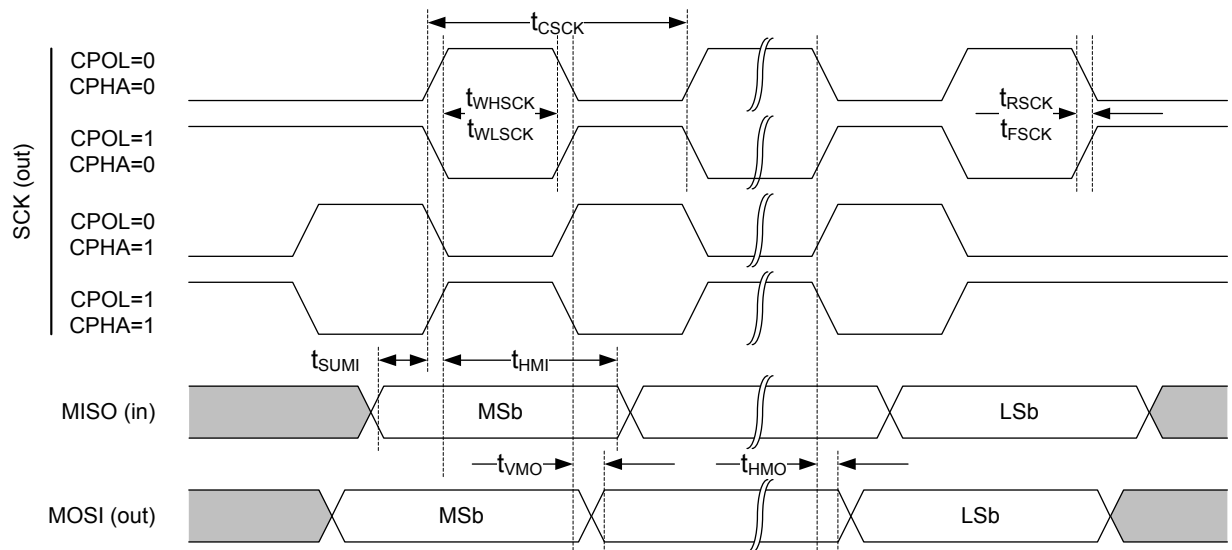 tCSCK
SCK (out)
CPOL=0
CPHA=0
tWHSCK
tWLSCK
tRSCK
tFSCK
CPOL=1
CPHA=0
CPOL=0
CPHA=1
CPOL=1
CPHA=1
tSUMI
tHMI
MISO (in)
MSb
LSb
tVMO
tHMO
MOSI (out)
MSb
LSb